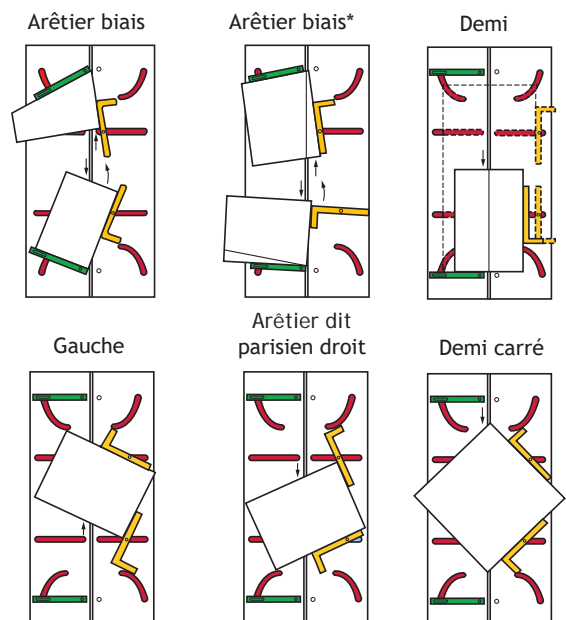 Arêtier biais
Arêtier biais*
Demi
Gauche
Arêtier dit
parisien droit
Demi carré